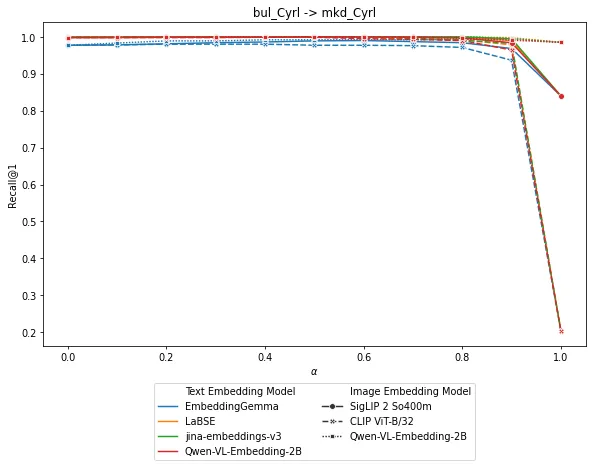 bul_Cyrl -> mkd_Cyrl
Recall@1
1.0
0.9
0.8
0.7
0.6
0.5
0.4
0.3
0.2
0.0 0.2 0.4 0.6 0.8 1.0
α
Text Embedding Model
EmbeddingGemma
LaBSE
jina-embeddings-v3
Qwen-VL-Embedding-2B
Image Embedding Model
SigLIP 2 So400m
CLIP ViT-B/32
Qwen-VL-Embedding-2B